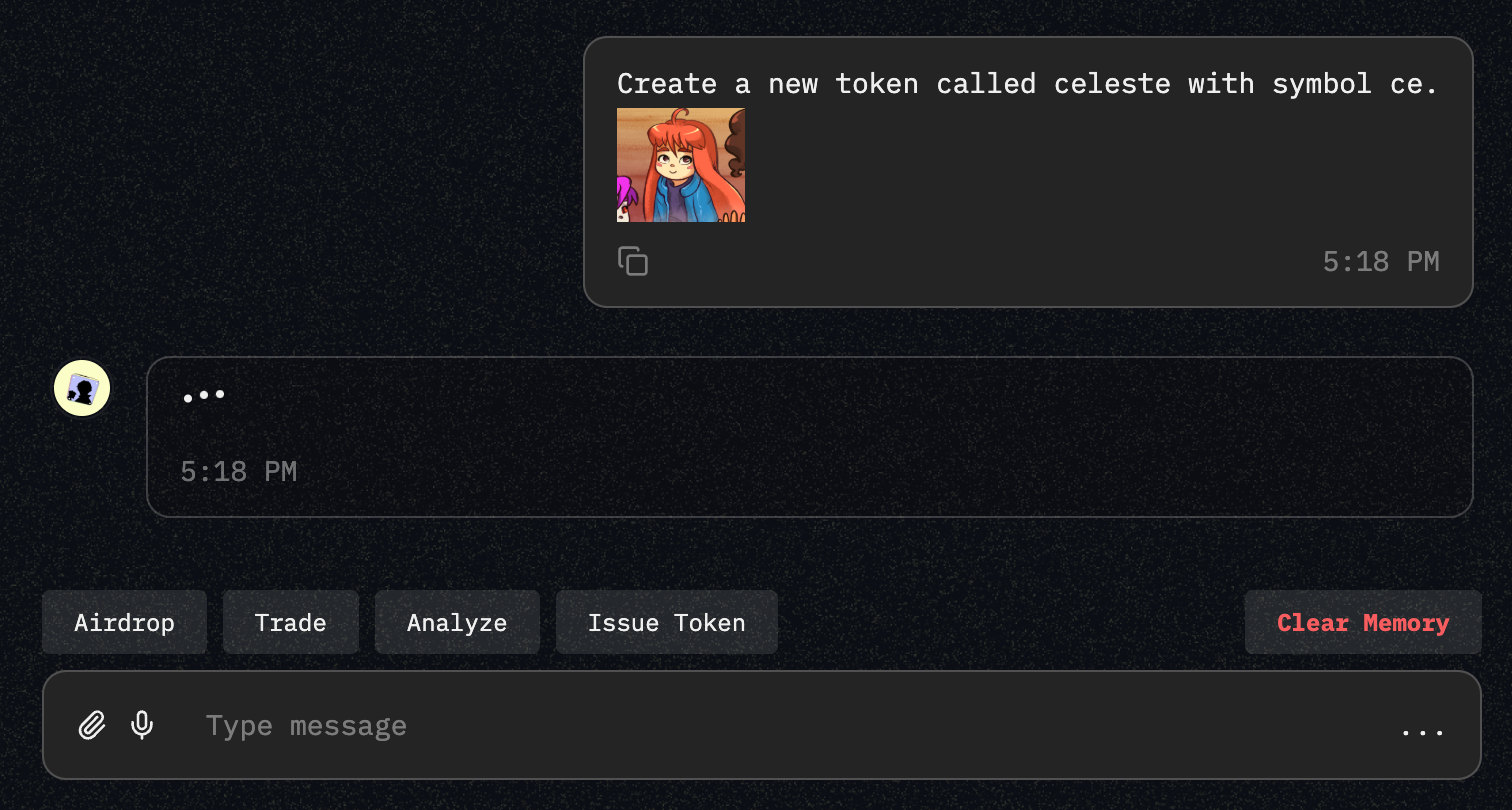 Create a new token called celeste with symbol ce.
5:18 PM
5:18 PM
Airdrop
Trade
Analyze
Issue Token
Clear Memory
Type message